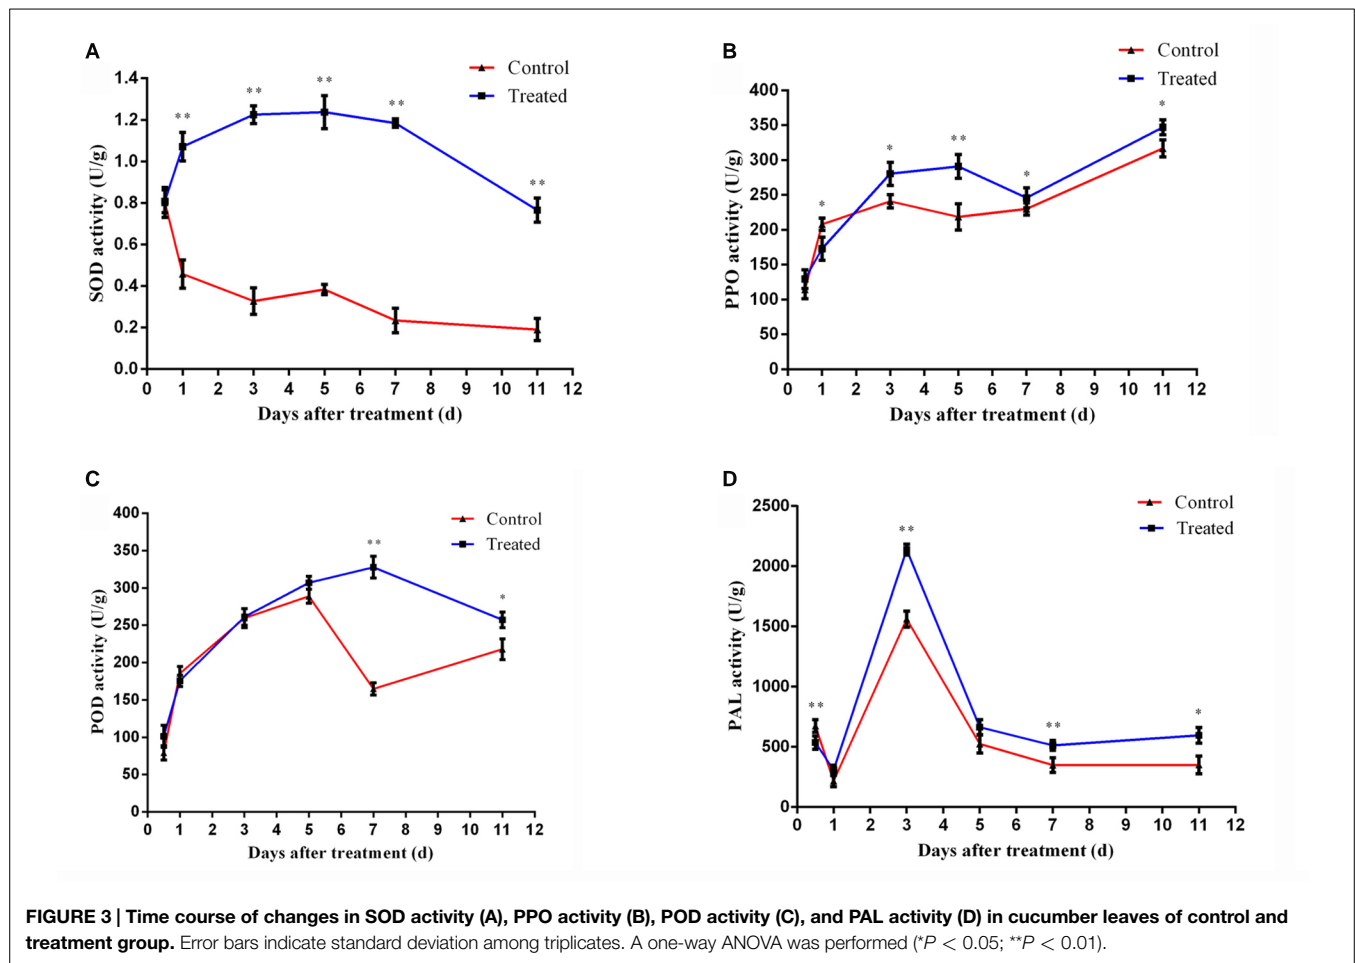 A
Control
Treated
** ** ** ** **
1.4
1.2
1.0
0.8
0.6
0.4
0.2
0.0
SOD activity (U/g)
0 1 2 3 4 5 6 7 8 9 10 11 12
Days after treatment (d)
B
Control
Treated
* * ** * *
400
350
300
250
200
150
100
50
0
PPO activity (U/g)
0 1 2 3 4 5 6 7 8 9 10 11 12
Days after treatment (d)
C
Control
Treated
** *
400
350
300
250
200
150
100
50
0
POD activity (U/g)
0 1 2 3 4 5 6 7 8 9 10 11 12
Days after treatment (d)
D
Control
Treated
** ** ** *
2500
2000
1500
1000
500
0
PAL activity (U/g)
0 1 2 3 4 5 6 7 8 9 10 11 12
Days after treatment (d)
FIGURE 3 | Time course of changes in SOD activity (A), PPO activity (B), POD activity (C), and PAL activity (D) in cucumber leaves of control and
treatment group. Error bars indicate standard deviation among triplicates. A one-way ANOVA was performed (*P < 0.05; **P < 0.01).